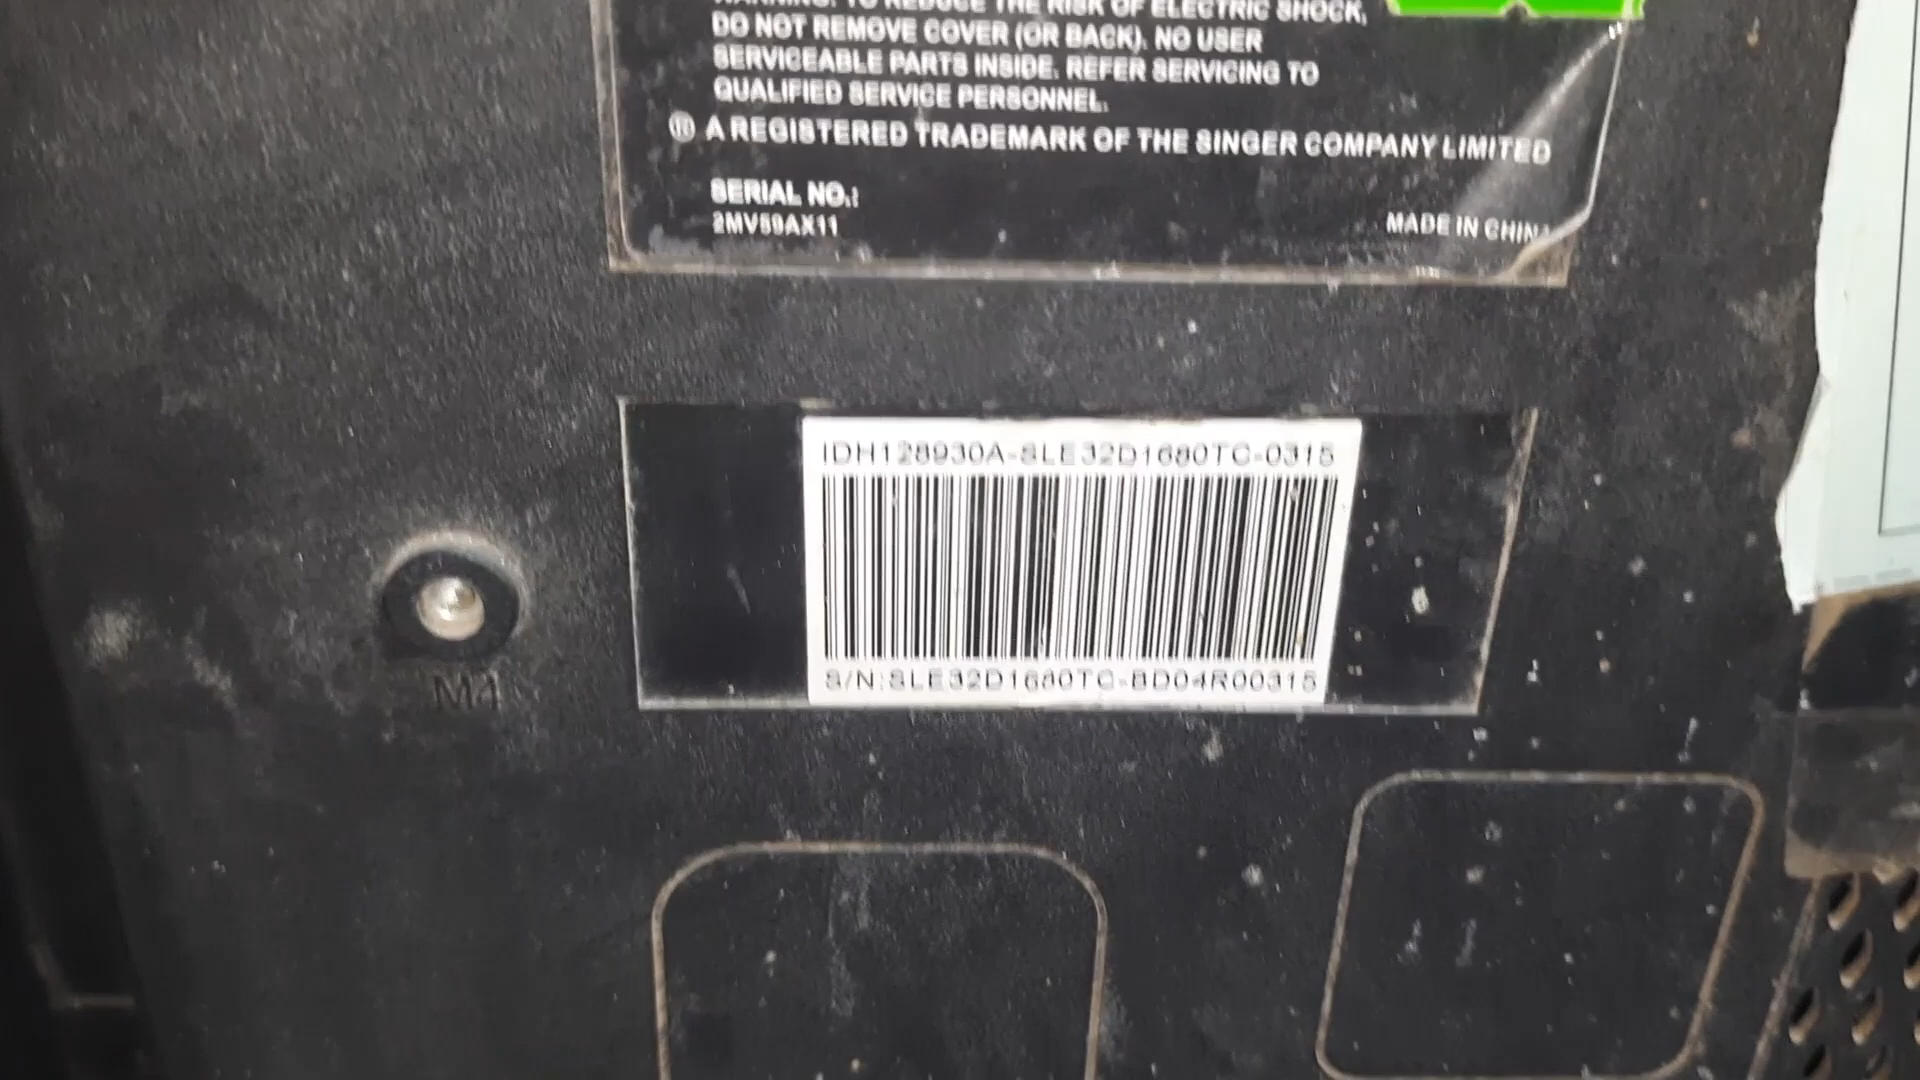 WARNING: TO REDUCE THE RISK OF ELECTRIC SHOCK,
DO NOT REMOVE COVER (OR BACK). NO USER
SERVICEABLE PARTS INSIDE. REFER SERVICING TO
QUALIFIED SERVICE PERSONNEL.
® A REGISTERED TRADEMARK OF THE SINGER COMPANY LIMITED
SERIAL NO.:
2MV59AX11
MADE IN CHINA
IDH128930A-SLE32D1680TC-0315
S/N:SLE32D1680TC-BD04R00315
M4